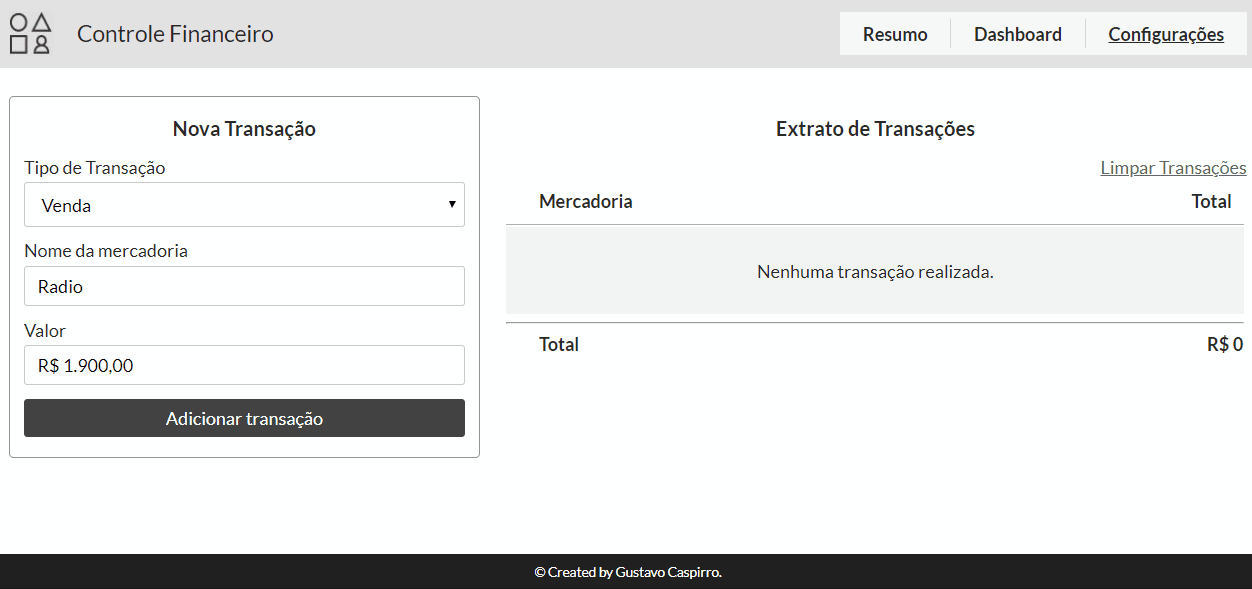 Controle Financeiro
Resumo
Dashboard
Configurações
Nova Transação
Tipo de Transação
Venda
Nome da mercadoria
Radio
Valor
R$ 1.900,00
Adicionar transação
Extrato de Transações
Limpar Transações
Mercadoria Total
Nenhuma transação realizada.
Total R$ 0
© Created by Gustavo Caspirro.